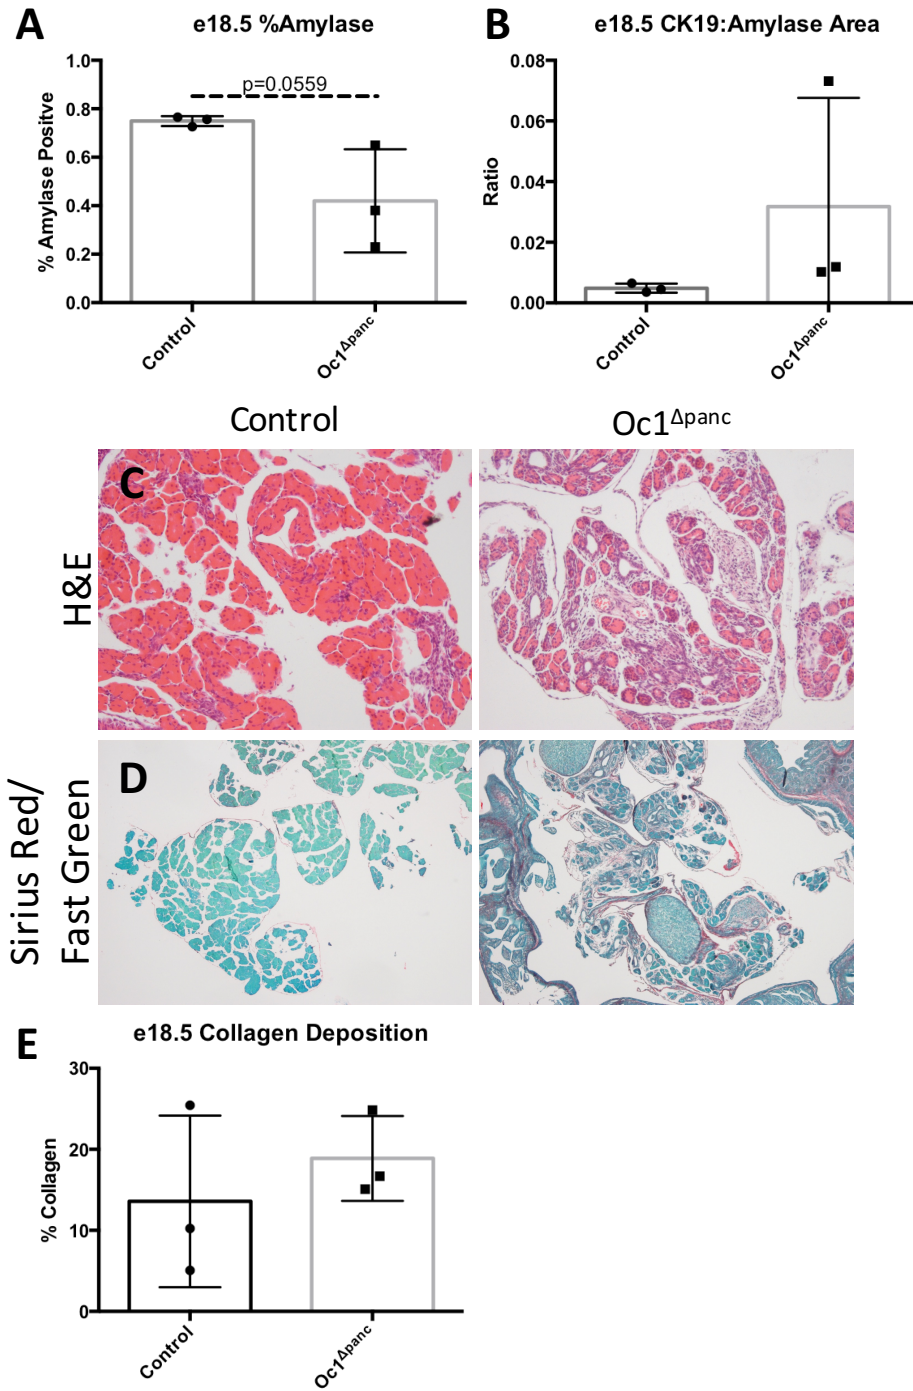 A
e18.5 %Amylase
% Amylase Positve
1.0
0.8
0.6
0.4
0.2
0.0
p=0.0559
Control
Oc1Δpanc
B
e18.5 CK19:Amylase Area
Ratio
0.08
0.06
0.04
0.02
0.00
Control
Oc1Δpanc
Control
Oc1Δpanc
H&E
C
Sirius Red/
Fast Green
D
E
e18.5 Collagen Deposition
% Collagen
30
20
10
0
Control
Oc1Δpanc